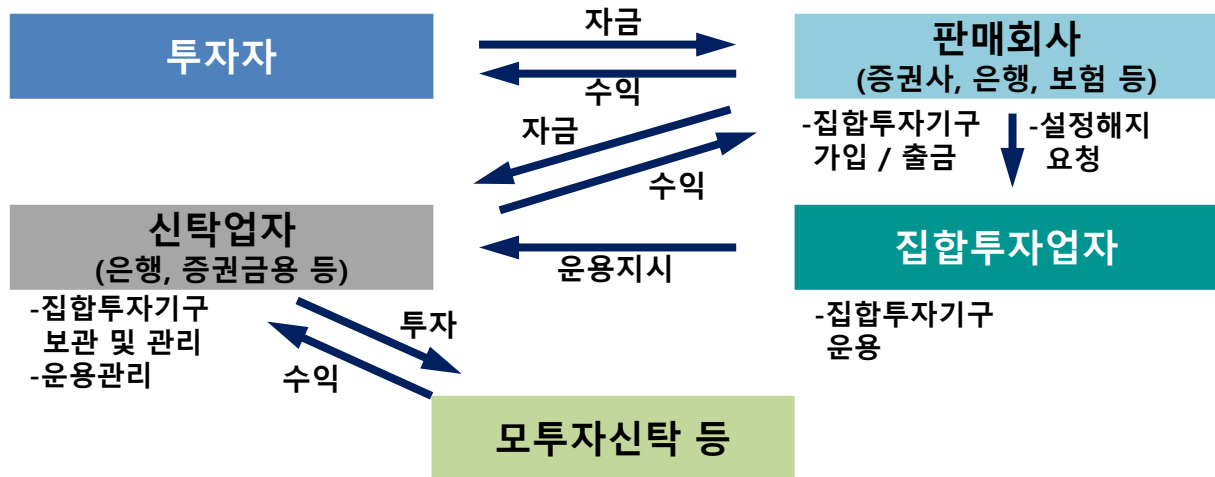 투자자
자금
수익
판매회사
(증권사, 은행, 보험 등)
-집합투자기구
가입 / 출금
-설정해지
요청
자금
수익
신탁업자
(은행, 증권금용 등)
운용지시
집합투자업자
-집합투자기구
보관 및 관리
-운용관리
투자
수익
-집합투자기구
운용
모투자신탁 등